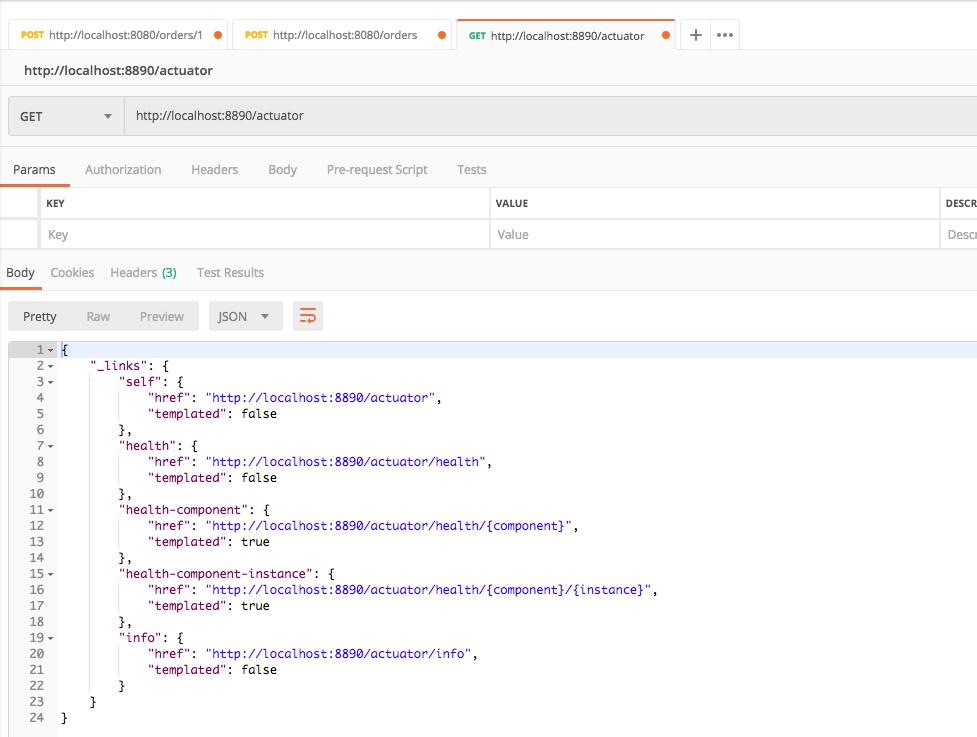 POST http://localhost:8080/orders/1 POST http://localhost:8080/orders GET http://localhost:8890/actuator + •••
http://localhost:8890/actuator
GET http://localhost:8890/actuator
Params Authorization Headers Body Pre-request Script Tests
KEY VALUE DESCR
Key Value Descr
Body Cookies Headers (3) Test Results
Pretty Raw Preview JSON
1 {
2 "_links": {
3 "self": {
4 "href": "http://localhost:8890/actuator",
5 "templated": false
6 },
7 "health": {
8 "href": "http://localhost:8890/actuator/health",
9 "templated": false
10 },
11 "health-component": {
12 "href": "http://localhost:8890/actuator/health/{component}",
13 "templated": true
14 },
15 "health-component-instance": {
16 "href": "http://localhost:8890/actuator/health/{component}/{instance}",
17 "templated": true
18 },
19 "info": {
20 "href": "http://localhost:8890/actuator/info",
21 "templated": false
22 }
23 }
24 }